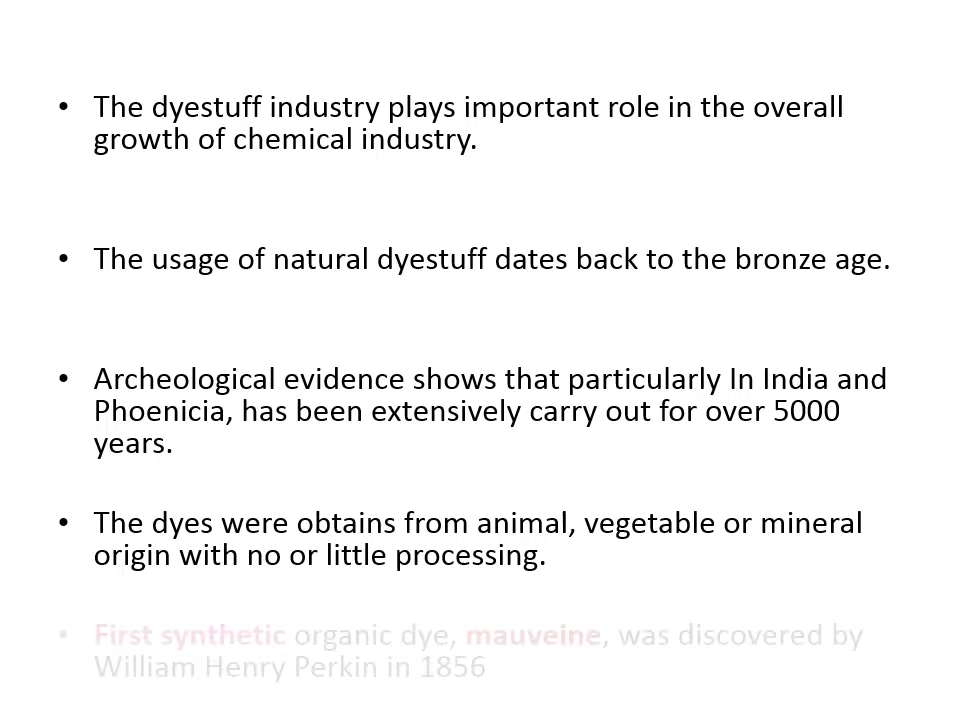 • The dyestuff industry plays important role in the overall
growth of chemical industry.
• The usage of natural dyestuff dates back to the bronze age.
• Archeological evidence shows that particularly In India and
Phoenicia, has been extensively carry out for over 5000
years.
• The dyes were obtains from animal, vegetable or mineral
origin with no or little processing.
• First synthetic organic dye, mauveine, was discovered by
William Henry Perkin in 1856